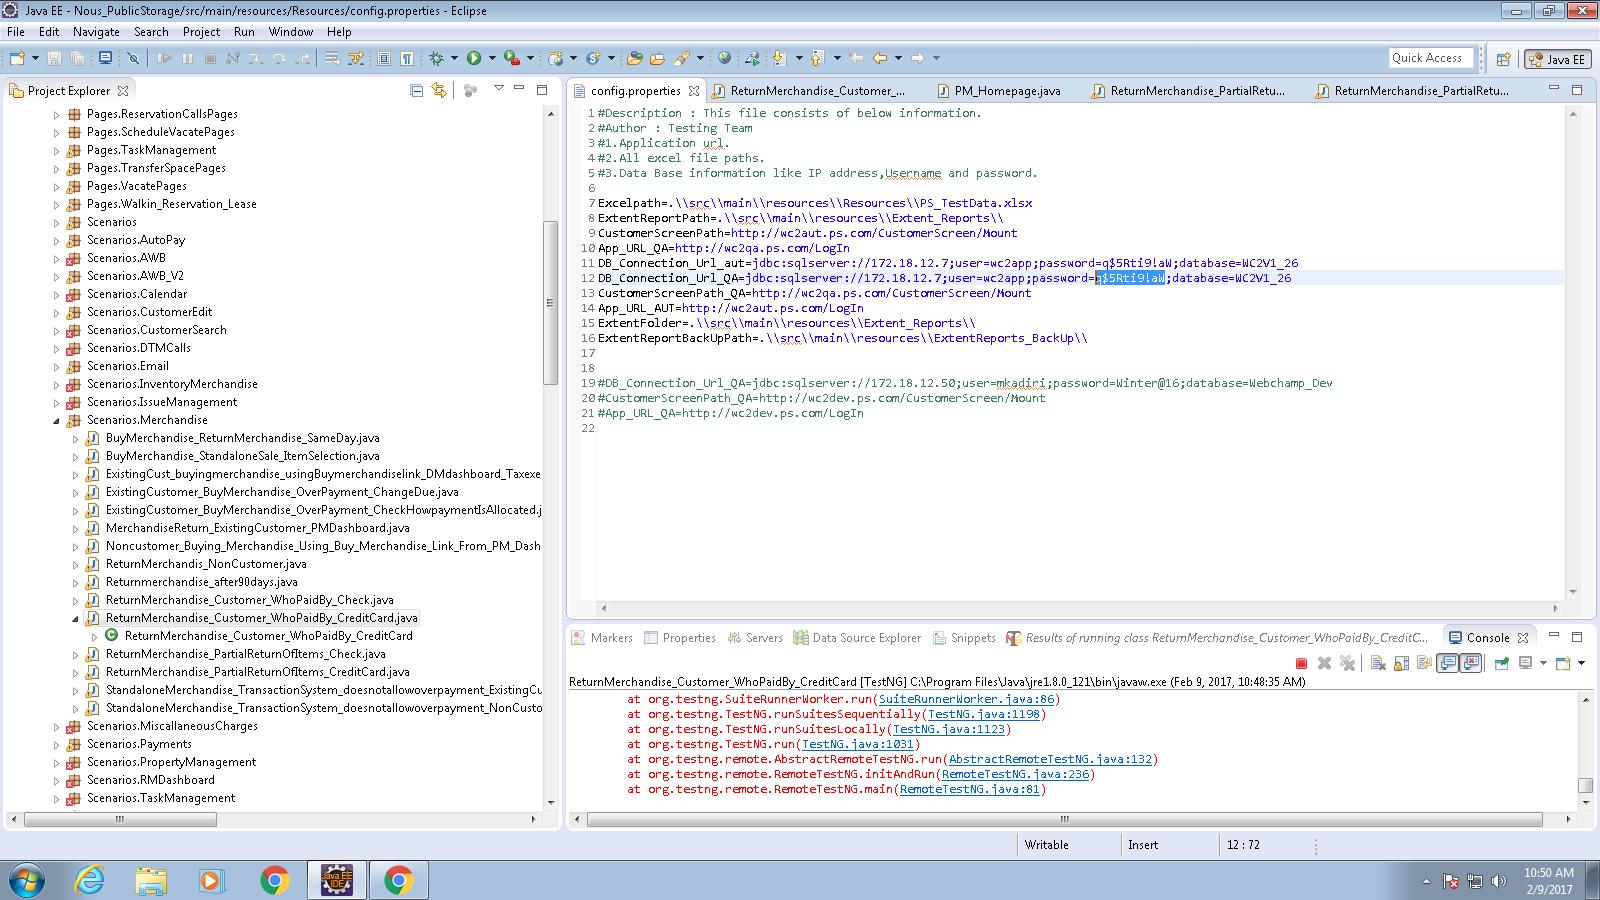 Java EE - Nous_PublicStorage/src/main/resources/Resources/config.properties - Eclipse
File Edit Navigate Search Project Run Window Help
Quick Access
Java EE
Project Explorer
Pages.ReservationCallsPages
Pages.ScheduleVacatePages
Pages.TaskManagement
Pages.TransferSpacePages
Pages.VacatePages
Pages.Walkin_Reservation_Lease
Scenarios
Scenarios.AutoPay
Scenarios.AWB
Scenarios.AWB_V2
Scenarios.Calendar
Scenarios.CustomerEdit
Scenarios.CustomerSearch
Scenarios.DTMCalls
Scenarios.Email
Scenarios.InventoryMerchandise
Scenarios.IssueManagement
Scenarios.Merchandise
BuyMerchandise_ReturnMerchandise_SameDay.java
BuyMerchandise_StandaloneSale_ItemSelection.java
ExistingCust_buyingmerchandise_usingBuymerchandiselink_DMdashboard_Taxexe
ExistingCustomer_BuyMerchandise_OverPayment_ChangeDue.java
ExistingCustomer_BuyMerchandise_OverPayment_CheckHowpaymentIsAllocated.j
MerchandiseReturn_ExistingCustomer_PMDashboard.java
Noncustomer_Buying_Merchandise_Using_Buy_Merchandise_Link_From_PM_Dash
ReturnMerchandis_NonCustomer.java
Returnmerchandise_after90days.java
ReturnMerchandise_Customer_WhoPaidBy_Check.java
ReturnMerchandise_Customer_WhoPaidBy_CreditCard.java
ReturnMerchandise_Customer_WhoPaidBy_CreditCard
ReturnMerchandise_PartialReturnOfItems_Check.java
ReturnMerchandise_PartialReturnOfItems_CreditCard.java
StandaloneMerchandise_TransactionSystem_doesnotallowoverpayment_ExistingCu
StandaloneMerchandise_TransactionSystem_doesnotallowoverpayment_NonCusto
Scenarios.MiscallaneousCharges
Scenarios.Payments
Scenarios.PropertyManagement
Scenarios.RMDashboard
Scenarios.TaskManagement
config.properties ReturnMerchandise_Customer_... PM_Homepage.java ReturnMerchandise_PartialRetu... ReturnMerchandise_PartialRetu...
1 #Description : This file consists of below information.
2 #Author : Testing Team
3 #1.Application url.
4 #2.All excel file paths.
5 #3.Data Base information like IP address,Username and password.
6
7 Excelpath=.\\src\\main\\resources\\Resources\\PS_TestData.xlsx
8 ExtentReportPath=.\\src\\main\\resources\\Extent_Reports\\
9 CustomerScreenPath=http://wc2aut.ps.com/CustomerScreen/Mount
10 App_URL_QA=http://wc2qa.ps.com/LogIn
11 DB_Connection_Url_aut=jdbc:sqlserver://172.18.12.7;user=wc2app;password=q$5Rti9!aW;database=WC2V1_26
12 DB_Connection_Url_QA=jdbc:sqlserver://172.18.12.7;user=wc2app;password=q$5Rti9!aW;database=WC2V1_26
13 CustomerScreenPath_QA=http://wc2qa.ps.com/CustomerScreen/Mount
14 App_URL_AUT=http://wc2aut.ps.com/LogIn
15 ExtentFolder=.\\src\\main\\resources\\Extent_Reports\\
16 ExtentReportBackUpPath=.\\src\\main\\resources\\ExtentReports_BackUp\\
17
18
19 #DB_Connection_Url_QA=jdbc:sqlserver://172.18.12.50;user=mkadiri;password=Winter@16;database=Webchamp_Dev
20 #CustomerScreenPath_QA=http://wc2dev.ps.com/CustomerScreen/Mount
21 #App_URL_QA=http://wc2dev.ps.com/LogIn
22
Markers Properties Servers Data Source Explorer Snippets Results of running class ReturnMerchandise_Customer_WhoPaidBy_CreditC... Console
ReturnMerchandise_Customer_WhoPaidBy_CreditCard [TestNG] C:\Program Files\Java\jre1.8.0_121\bin\javaw.exe (Feb 9, 2017, 10:48:35 AM)
at org.testng.SuiteRunnerWorker.run(SuiteRunnerWorker.java:86)
at org.testng.TestNG.runSuitesSequentially(TestNG.java:1198)
at org.testng.TestNG.runSuitesLocally(TestNG.java:1123)
at org.testng.TestNG.run(TestNG.java:1031)
at org.testng.remote.AbstractRemoteTestNG.run(AbstractRemoteTestNG.java:132)
at org.testng.remote.RemoteTestNG.initAndRun(RemoteTestNG.java:236)
at org.testng.remote.RemoteTestNG.main(RemoteTestNG.java:81)
Writable Insert 12 : 72
Java EE
IDE
10:50 AM
2/9/2017